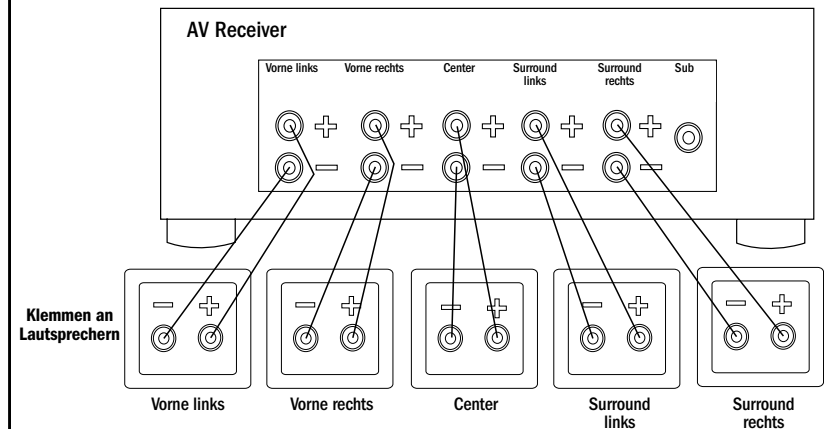 AV Receiver
Vorne links Vorne rechts Center Surround links Surround rechts Sub
+ + + + +
− − − − −
Klemmen an
Lautsprechern
− + − + − + − + − +
Vorne links Vorne rechts Center Surround links Surround rechts